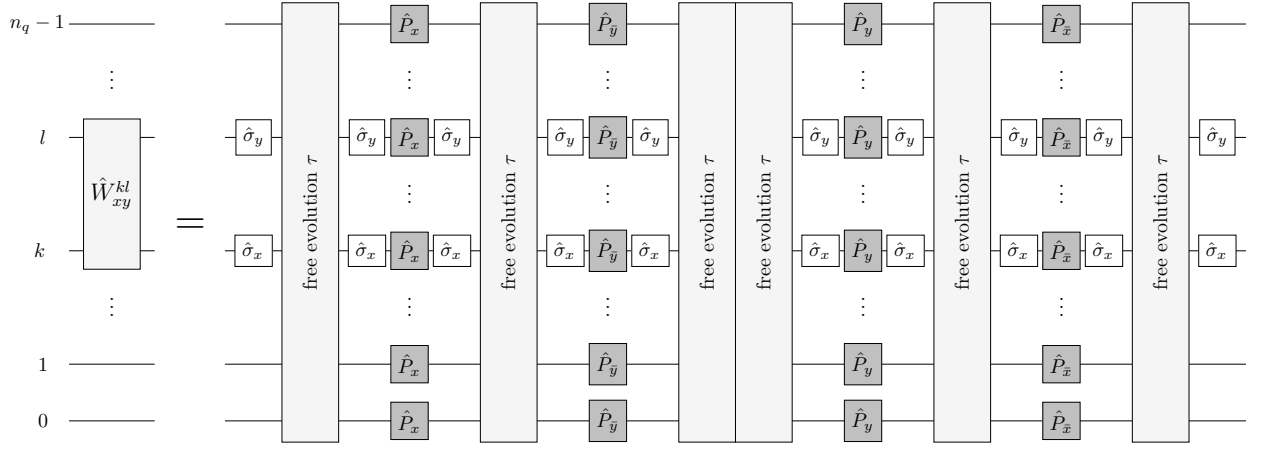 n_q − 1 P̂_x P̂_ȳ P̂_y P̂_x̄
⋮ ⋮ ⋮ ⋮ ⋮
l σ̂_y σ̂_y P̂_x σ̂_y σ̂_y P̂_ȳ σ̂_y σ̂_y P̂_y σ̂_y σ̂_y P̂_x̄ σ̂_y σ̂_y
Ŵ^{kl}_{xy} = free evolution τ free evolution τ free evolution τ free evolution τ free evolution τ free evolution τ
⋮ ⋮ ⋮ ⋮
k σ̂_x σ̂_x P̂_x σ̂_x σ̂_x P̂_ȳ σ̂_x σ̂_x P̂_y σ̂_x σ̂_x P̂_x̄ σ̂_x σ̂_x
⋮ ⋮ ⋮ ⋮ ⋮
1 P̂_x P̂_ȳ P̂_y P̂_x̄
0 P̂_x P̂_ȳ P̂_y P̂_x̄